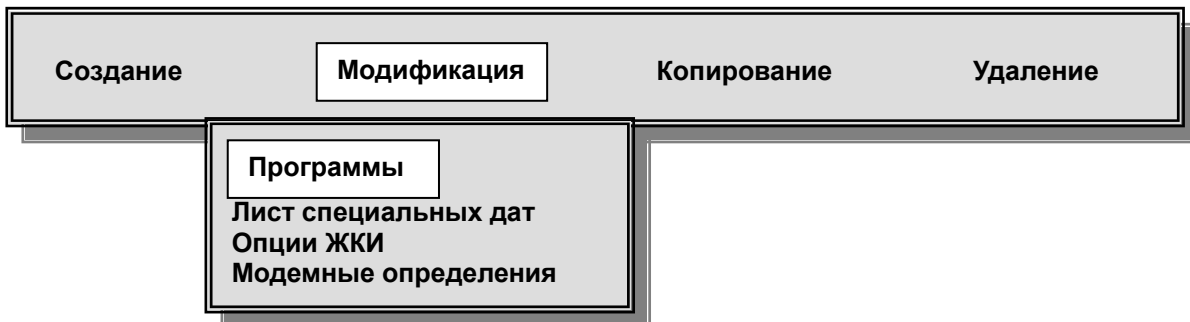 Создание Модификация Копирование Удаление
Программы
Лист специальных дат
Опции ЖКИ
Модемные определения